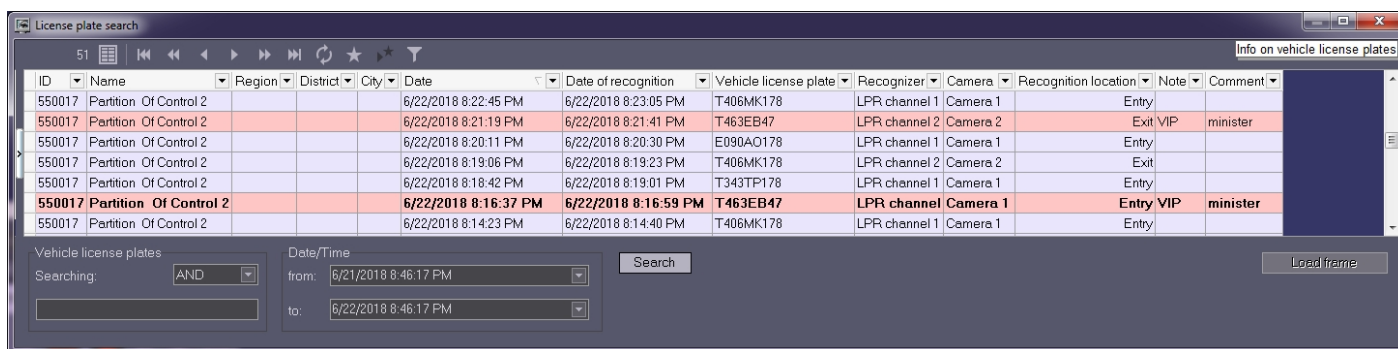 License plate search
51
Info on vehicle license plates
ID Name Region District City Date Date of recognition Vehicle license plate Recognizer Camera Recognition location Note Comment
550017 Partition Of Control 2 6/22/2018 8:22:45 PM 6/22/2018 8:23:05 PM T406MK178 LPR channel 1 Camera 1 Entry
550017 Partition Of Control 2 6/22/2018 8:21:19 PM 6/22/2018 8:21:41 PM T463EB47 LPR channel 2 Camera 2 Exit VIP minister
550017 Partition Of Control 2 6/22/2018 8:20:11 PM 6/22/2018 8:20:30 PM E090AO178 LPR channel 1 Camera 1 Entry
550017 Partition Of Control 2 6/22/2018 8:19:06 PM 6/22/2018 8:19:23 PM T406MK178 LPR channel 2 Camera 2 Exit
550017 Partition Of Control 2 6/22/2018 8:18:42 PM 6/22/2018 8:19:01 PM T343TP178 LPR channel 1 Camera 1 Entry
550017 Partition Of Control 2 6/22/2018 8:16:37 PM 6/22/2018 8:16:59 PM T463EB47 LPR channel Camera 1 Entry VIP minister
550017 Partition Of Control 2 6/22/2018 8:14:23 PM 6/22/2018 8:14:40 PM T406MK178 LPR channel 1 Camera 1 Entry
Vehicle license plates Date/Time
Searching: AND from: 6/21/2018 8:46:17 PM Search Load frame
to: 6/22/2018 8:46:17 PM